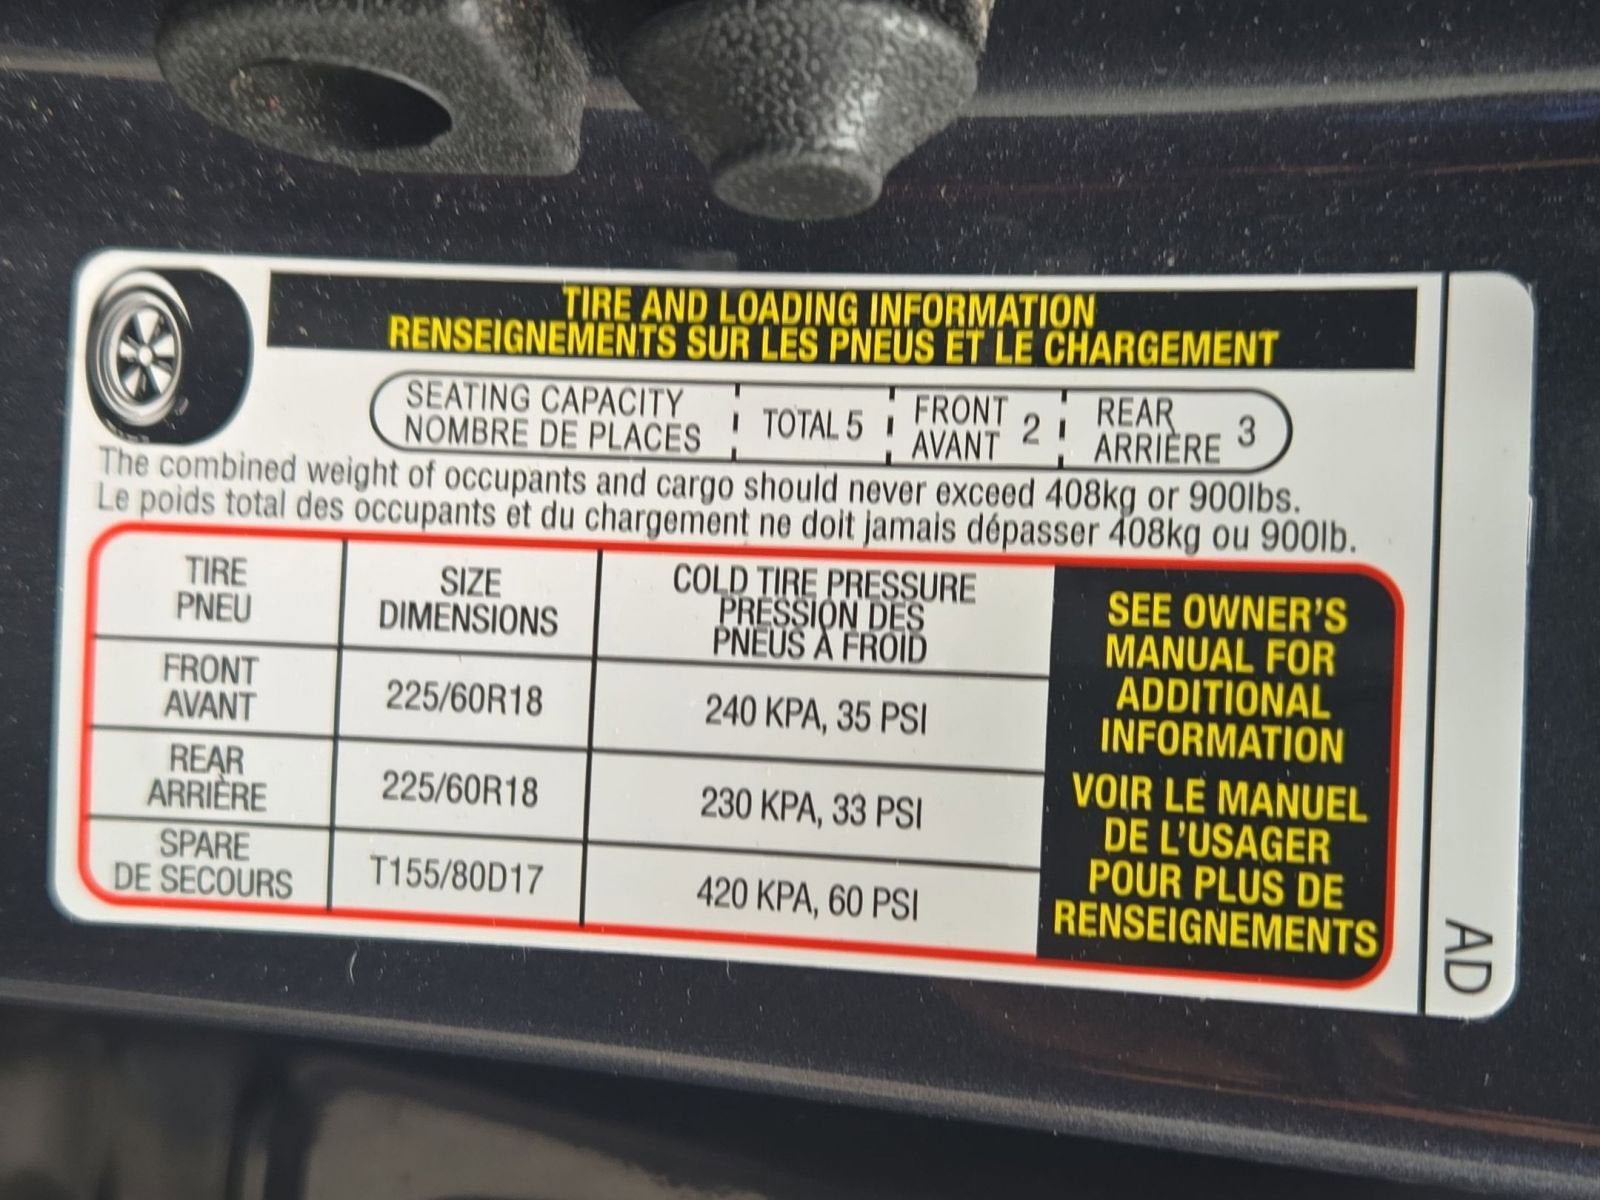 TIRE AND LOADING INFORMATION
RENSEIGNEMENTS SUR LES PNEUS ET LE CHARGEMENT
SEATING CAPACITY
NOMBRE DE PLACES
TOTAL 5
FRONT
AVANT
2
REAR
ARRIÈRE
3
The combined weight of occupants and cargo should never exceed 408kg or 900lbs.
Le poids total des occupants et du chargement ne doit jamais dépasser 408kg ou 900lb.
TIRE
PNEU
SIZE
DIMENSIONS
COLD TIRE PRESSURE
PRESSION DES
PNEUS À FROID
FRONT
AVANT
225/60R18
240 KPA, 35 PSI
REAR
ARRIÈRE
225/60R18
230 KPA, 33 PSI
SPARE
DE SECOURS
T155/80D17
420 KPA, 60 PSI
SEE OWNER'S
MANUAL FOR
ADDITIONAL
INFORMATION
VOIR LE MANUEL
DE L'USAGER
POUR PLUS DE
RENSEIGNEMENTS
AD